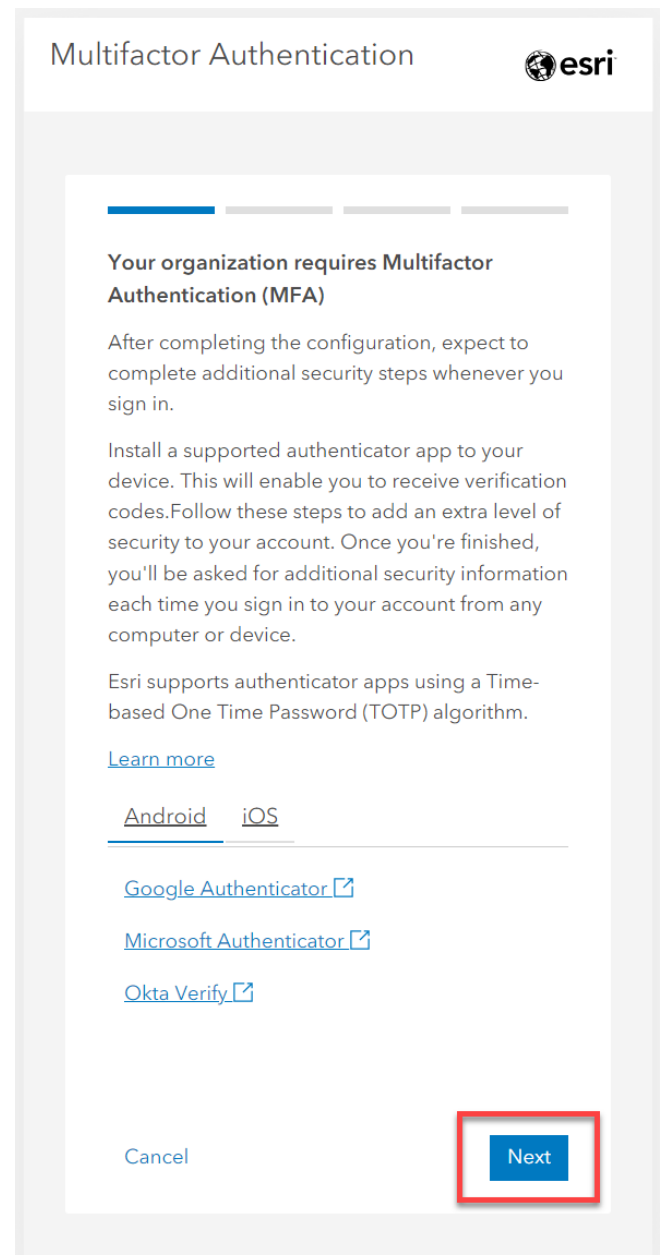 Multifactor Authentication
esri
Your organization requires Multifactor
Authentication (MFA)
After completing the configuration, expect to
complete additional security steps whenever you
sign in.
Install a supported authenticator app to your
device. This will enable you to receive verification
codes.Follow these steps to add an extra level of
security to your account. Once you're finished,
you'll be asked for additional security information
each time you sign in to your account from any
computer or device.
Esri supports authenticator apps using a Time-
based One Time Password (TOTP) algorithm.
Learn more
Android iOS
Google Authenticator
Microsoft Authenticator
Okta Verify
Cancel Next